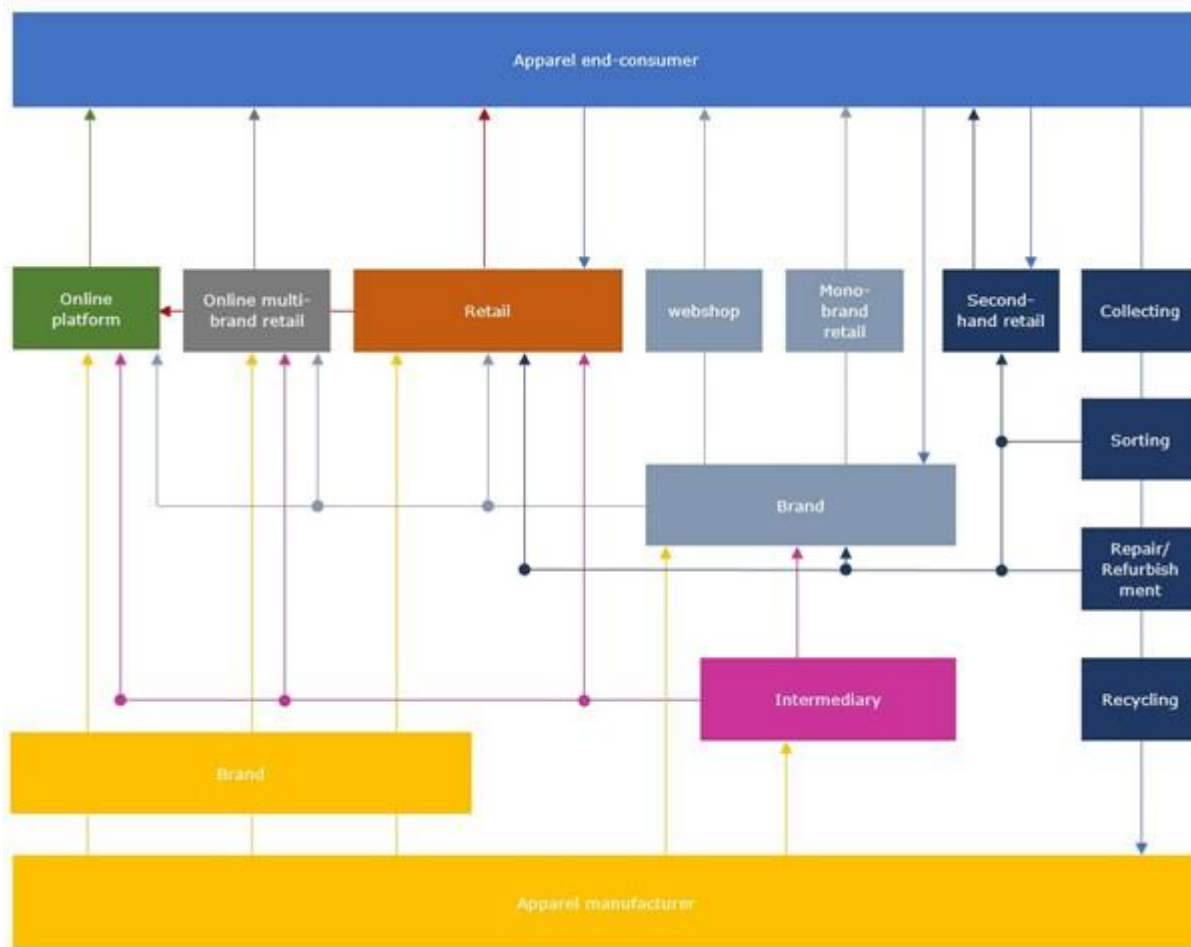 Apparel end-consumer
Online
platform
Online multi-
brand retail
Retail
webshop
Mono-
brand
retail
Second-
hand retail
Collecting
Sorting
Brand
Repair/
Refurbish
ment
Intermediary
Recycling
Brand
Apparel manufacturer